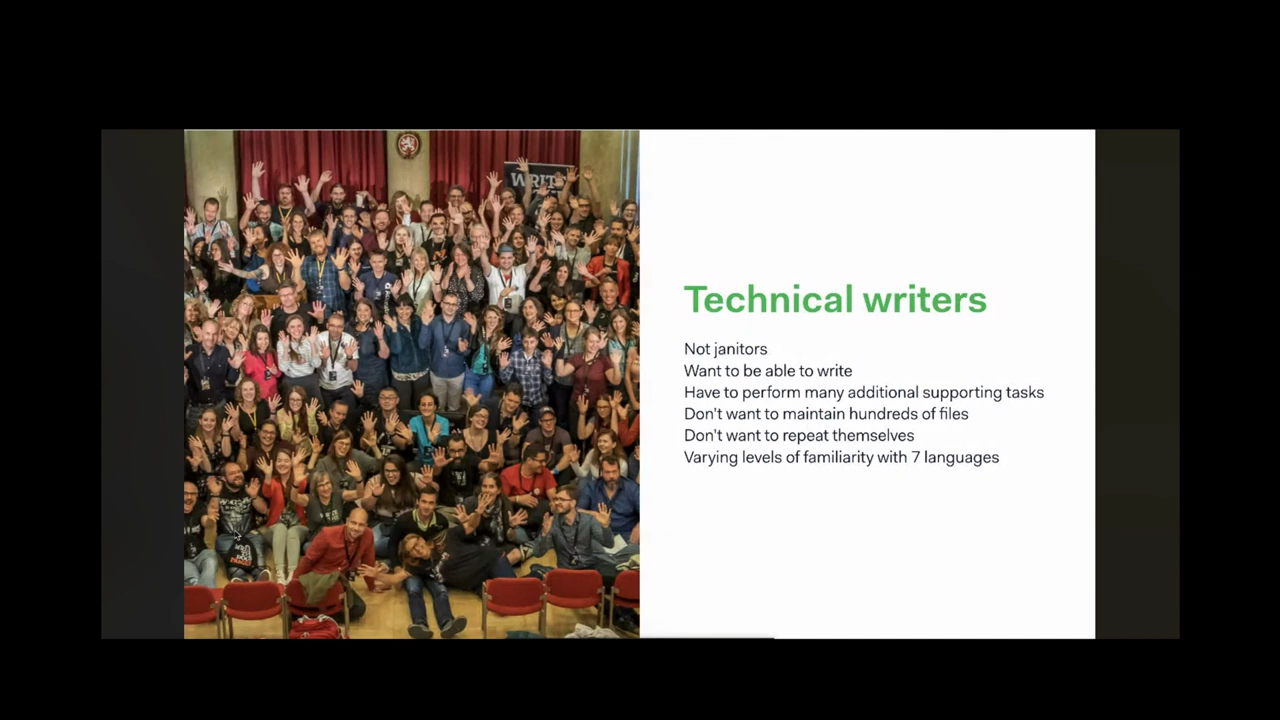 WRITE
Technical writers
Not janitors
Want to be able to write
Have to perform many additional supporting tasks
Don't want to maintain hundreds of files
Don't want to repeat themselves
Varying levels of familiarity with 7 languages